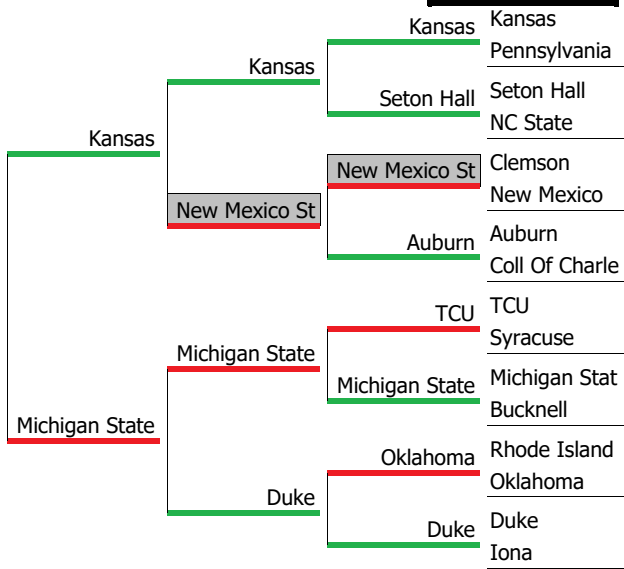 Kansas
Pennsylvania
Seton Hall
NC State
Clemson
New Mexico
Auburn
Coll Of Charle
TCU
Syracuse
Michigan Stat
Bucknell
Rhode Island
Oklahoma
Duke
Iona
Kansas
Seton Hall
New Mexico St
Auburn
TCU
Michigan State
Oklahoma
Duke
Kansas
New Mexico St
Michigan State
Duke
Kansas
Michigan State